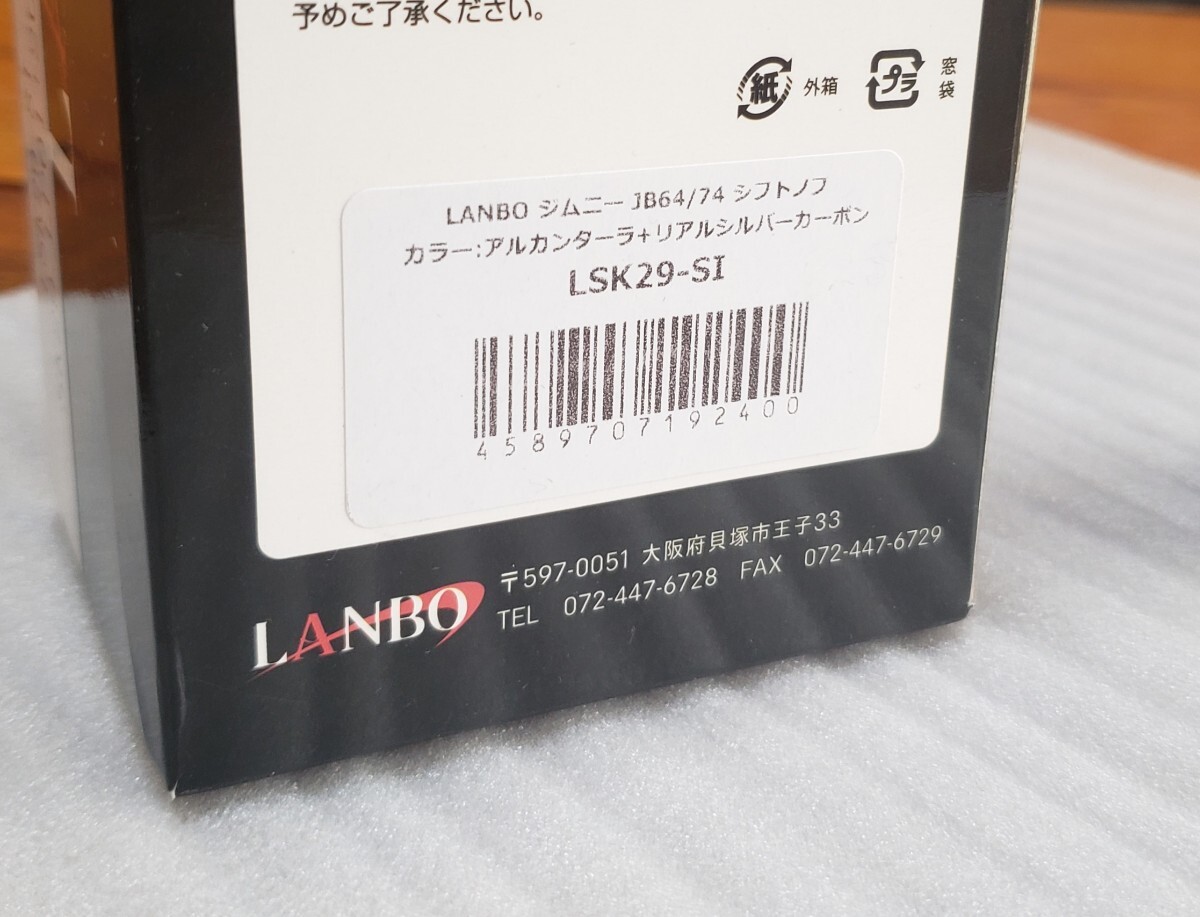 予めご了承ください。
紙 外箱 プラ 窓袋
LANBO ジムニー JB64/74 シフトノブ
カラー:アルカンターラ+リアルシルバーカーボン
LSK29-SI
4589707192400
LANBO
〒597-0051 大阪府貝塚市王子33
TEL 072-447-6728 FAX 072-447-6729